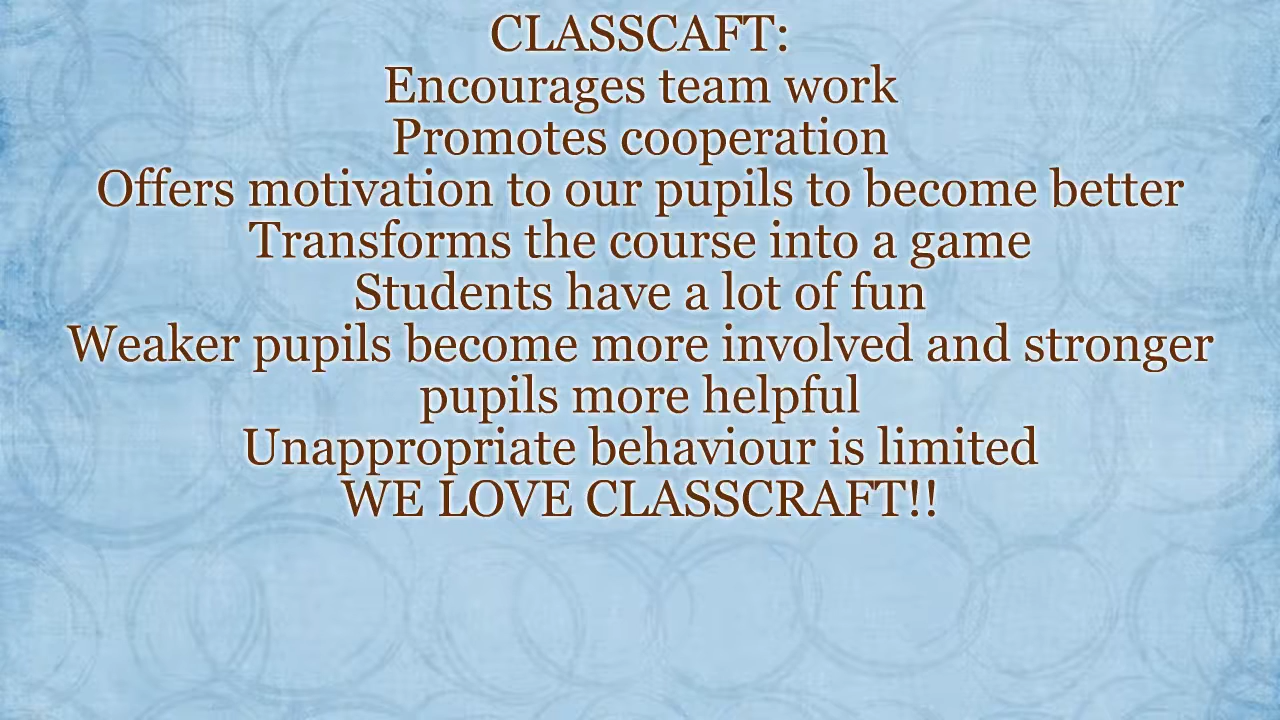 CLASSCAFT:
Encourages team work
Promotes cooperation
Offers motivation to our pupils to become better
Transforms the course into a game
Students have a lot of fun
Weaker pupils become more involved and stronger
pupils more helpful
Unappropriate behaviour is limited
WE LOVE CLASSCRAFT!!